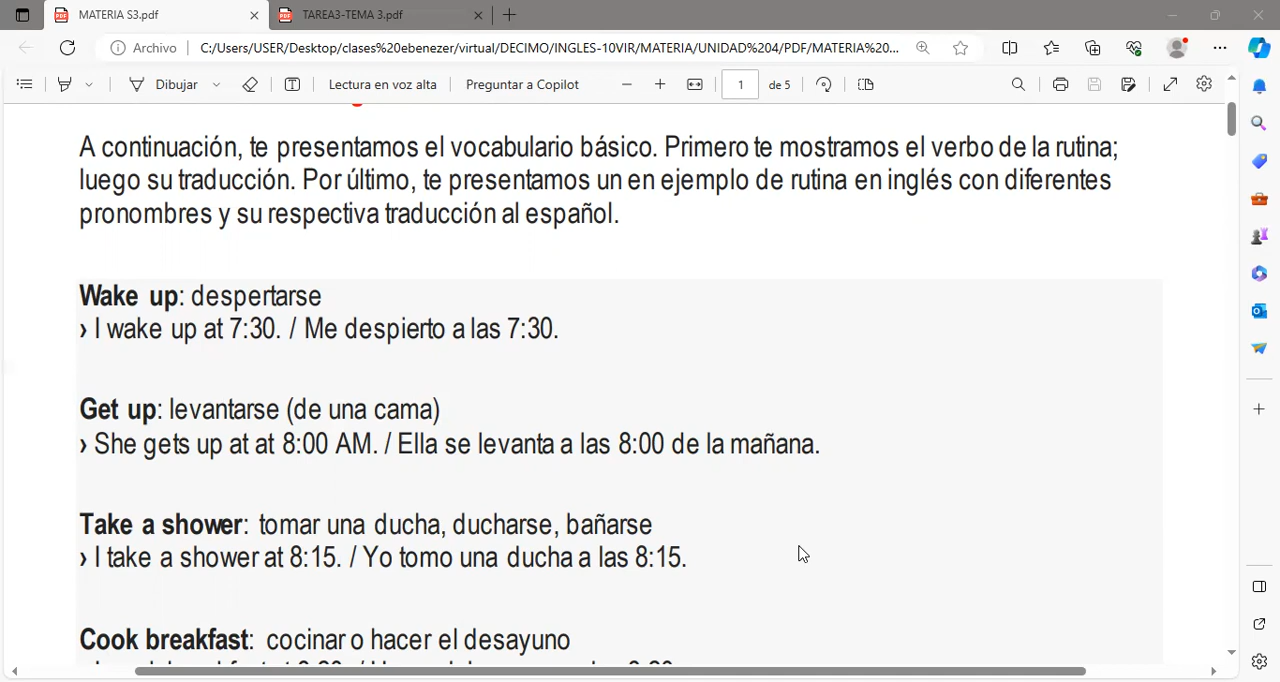 MATERIA S3.pdf
TAREA3-TEMA 3.pdf
Archivo
C:/Users/USER/Desktop/clases%20ebenezer/virtual/DECIMO/INGLES-10VIR/MATERIA/UNIDAD%204/PDF/MATERIA%20...
Dibujar
Lectura en voz alta
Preguntar a Copilot
1
de 5
A continuación, te presentamos el vocabulario básico. Primero te mostramos el verbo de la rutina;
luego su traducción. Por último, te presentamos un en ejemplo de rutina en inglés con diferentes
pronombres y su respectiva traducción al español.
Wake up: despertarse
› I wake up at 7:30. / Me despierto a las 7:30.
Get up: levantarse (de una cama)
› She gets up at at 8:00 AM. / Ella se levanta a las 8:00 de la mañana.
Take a shower: tomar una ducha, ducharse, bañarse
› I take a shower at 8:15. / Yo tomo una ducha a las 8:15.
Cook breakfast: cocinar o hacer el desayuno